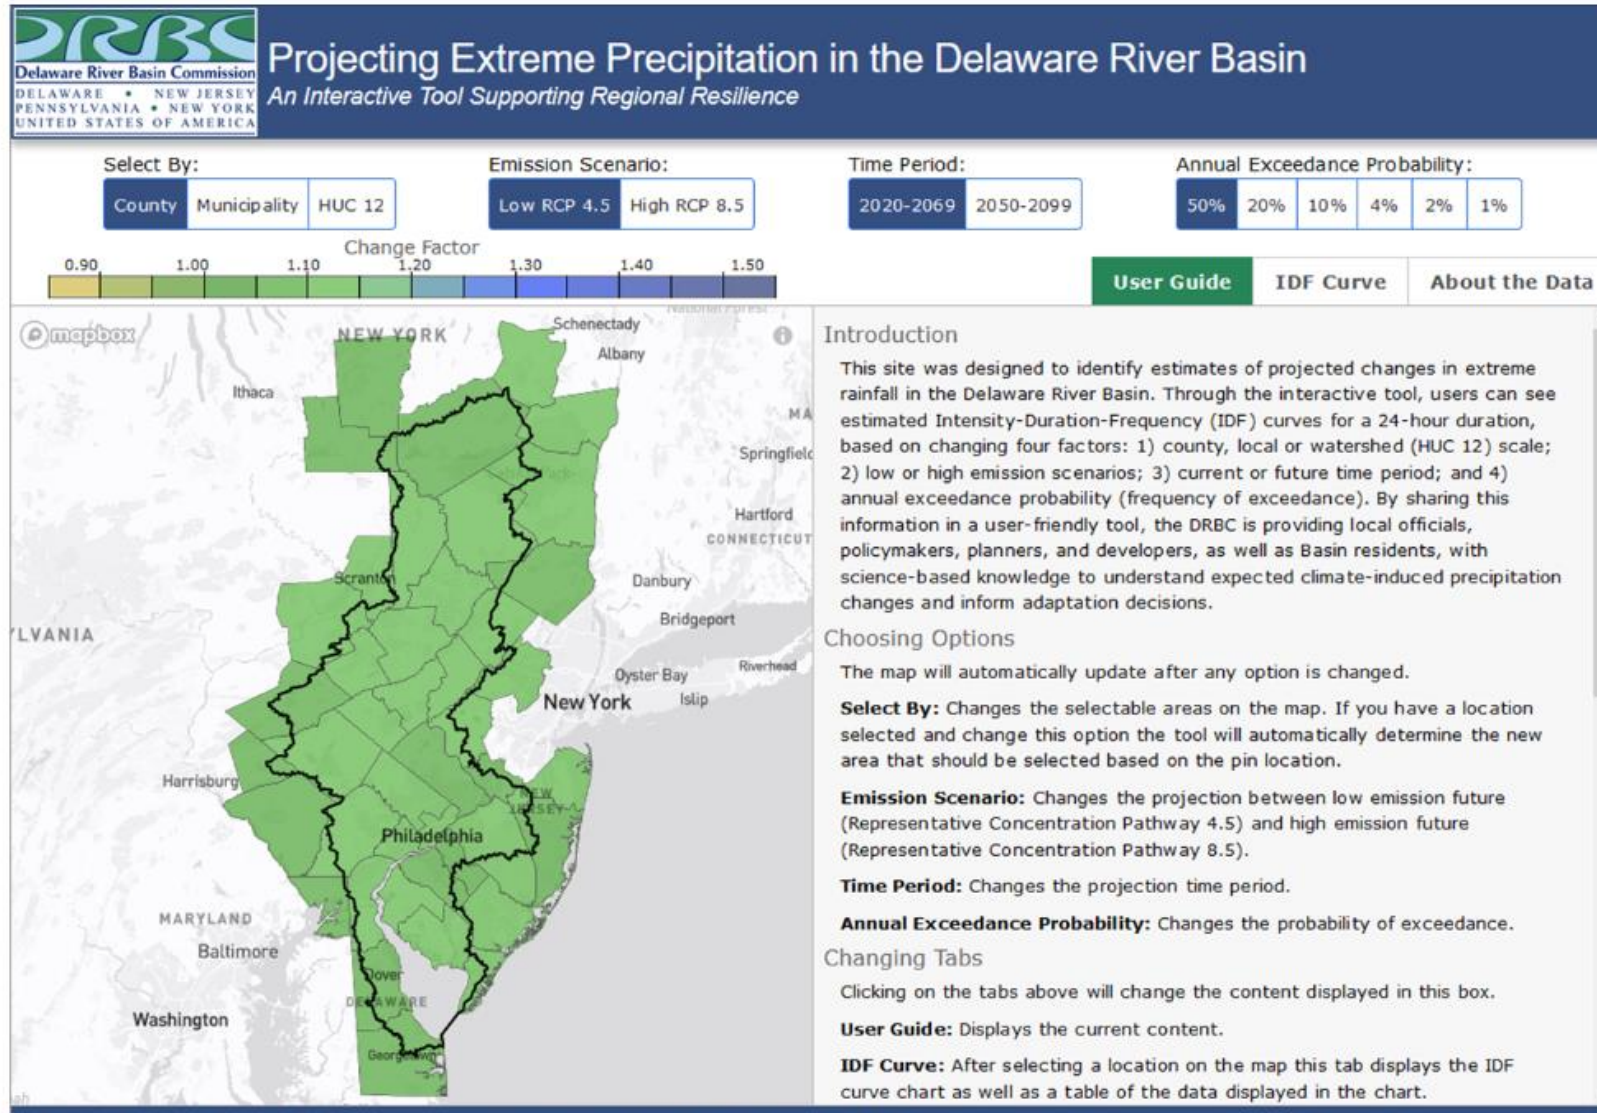 DRBC
Delaware River Basin Commission
DELAWARE • NEW JERSEY
PENNSYLVANIA • NEW YORK
UNITED STATES OF AMERICA
Projecting Extreme Precipitation in the Delaware River Basin
An Interactive Tool Supporting Regional Resilience
Select By:
County Municipality HUC 12
Emission Scenario:
Low RCP 4.5 High RCP 8.5
Time Period:
2020-2069 2050-2099
Annual Exceedance Probability:
50% 20% 10% 4% 2% 1%
Change Factor
0.90 1.00 1.10 1.20 1.30 1.40 1.50
User Guide IDF Curve About the Data
mapbox
NEW YORK
Schenectady
Albany
Ithaca
MA
Springfield
Hartford
CONNECTICUT
Scranton
Danbury
Bridgeport
LVANIA
Oyster Bay
Riverhead
New York
Islip
Harrisburg
NEW
JERSEY
Philadelphia
MARYLAND
Baltimore
Dover
DELAWARE
Washington
Georgetown
Introduction
This site was designed to identify estimates of projected changes in extreme
rainfall in the Delaware River Basin. Through the interactive tool, users can see
estimated Intensity-Duration-Frequency (IDF) curves for a 24-hour duration,
based on changing four factors: 1) county, local or watershed (HUC 12) scale;
2) low or high emission scenarios; 3) current or future time period; and 4)
annual exceedance probability (frequency of exceedance). By sharing this
information in a user-friendly tool, the DRBC is providing local officials,
policymakers, planners, and developers, as well as Basin residents, with
science-based knowledge to understand expected climate-induced precipitation
changes and inform adaptation decisions.
Choosing Options
The map will automatically update after any option is changed.
Select By: Changes the selectable areas on the map. If you have a location
selected and change this option the tool will automatically determine the new
area that should be selected based on the pin location.
Emission Scenario: Changes the projection between low emission future
(Representative Concentration Pathway 4.5) and high emission future
(Representative Concentration Pathway 8.5).
Time Period: Changes the projection time period.
Annual Exceedance Probability: Changes the probability of exceedance.
Changing Tabs
Clicking on the tabs above will change the content displayed in this box.
User Guide: Displays the current content.
IDF Curve: After selecting a location on the map this tab displays the IDF
curve chart as well as a table of the data displayed in the chart.